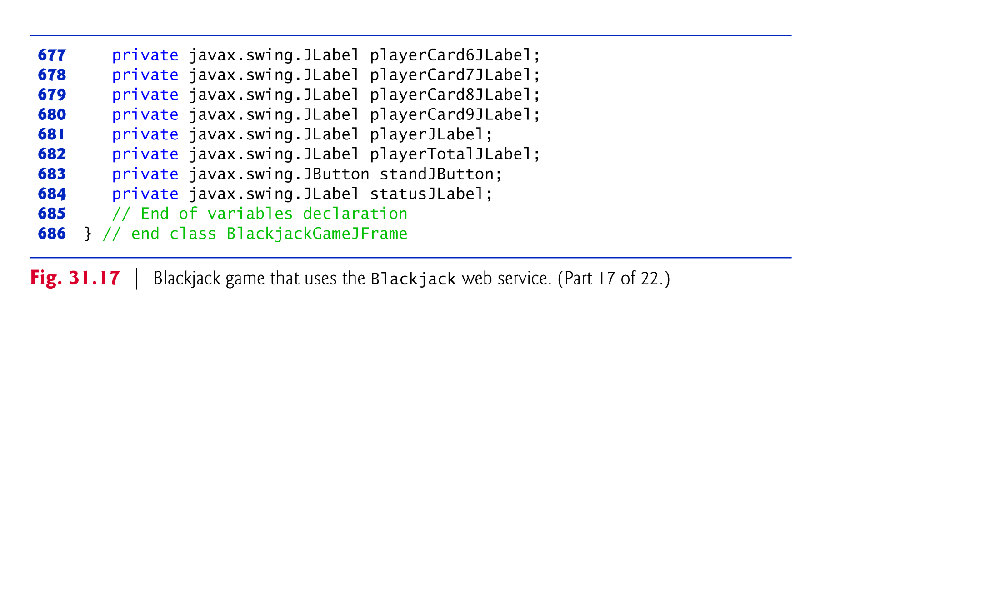 677 private javax.swing.JLabel playerCard6JLabel;
678 private javax.swing.JLabel playerCard7JLabel;
679 private javax.swing.JLabel playerCard8JLabel;
680 private javax.swing.JLabel playerCard9JLabel;
681 private javax.swing.JLabel playerJLabel;
682 private javax.swing.JLabel playerTotalJLabel;
683 private javax.swing.JButton standJButton;
684 private javax.swing.JLabel statusJLabel;
685 // End of variables declaration
686 } // end class BlackjackGameJFrame
Fig. 31.17 | Blackjack game that uses the Blackjack web service. (Part 17 of 22.)